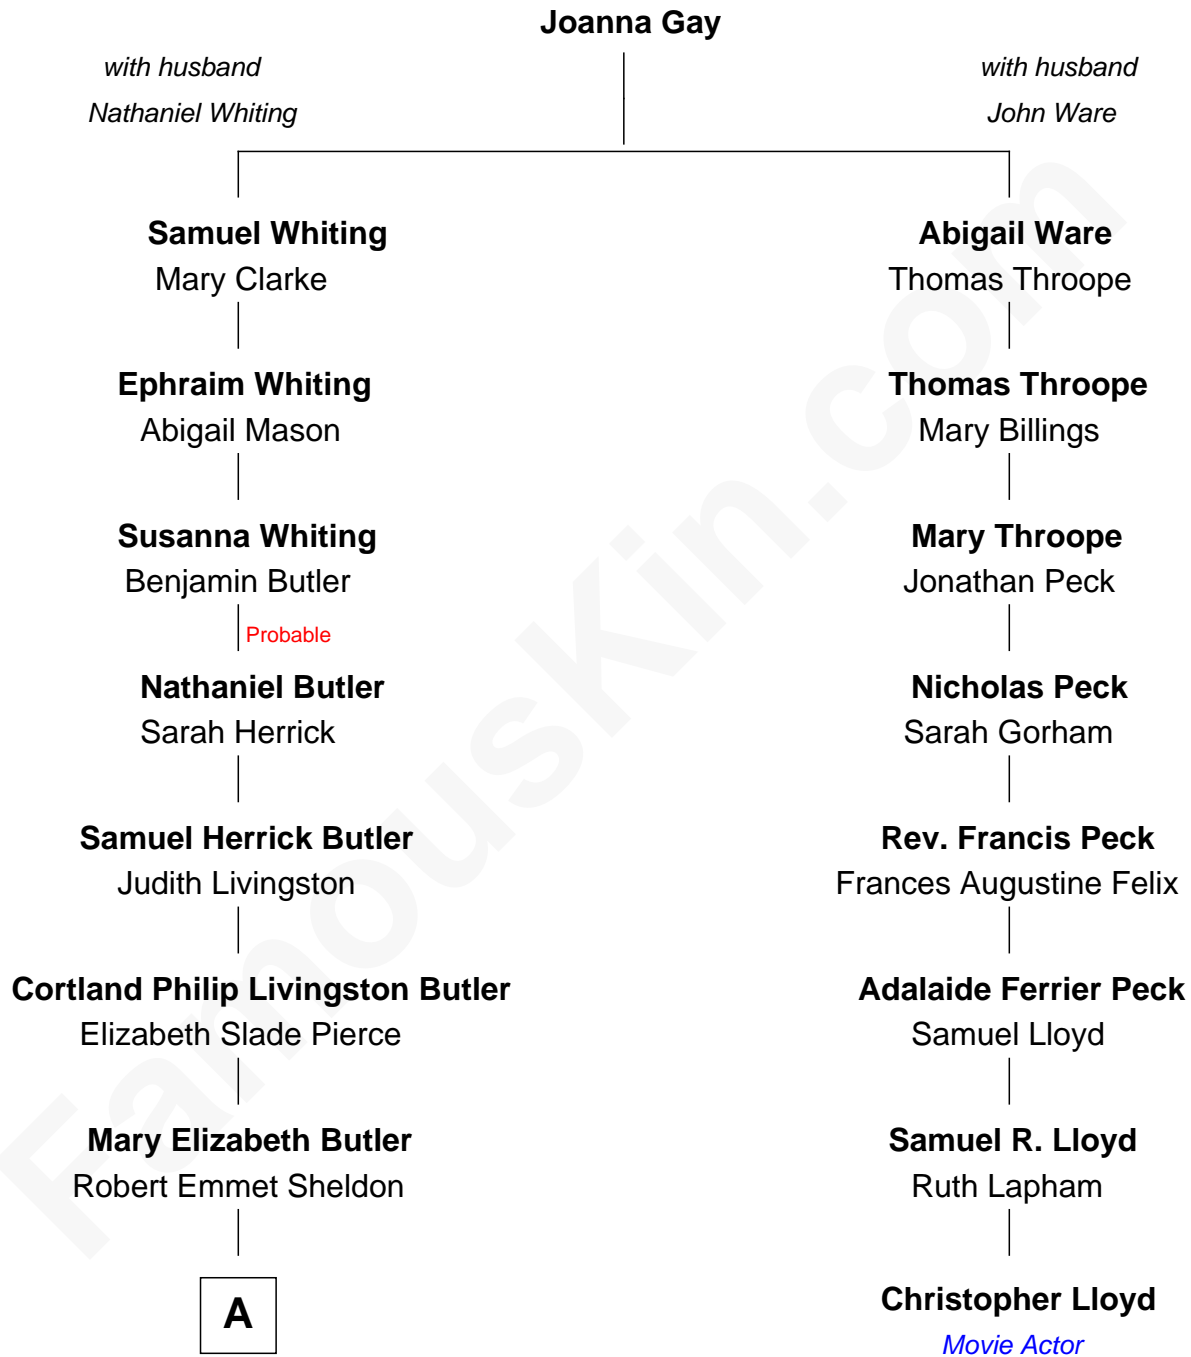 Joanna Gay
with husband
Nathaniel Whiting
with husband
John Ware
Samuel Whiting
Mary Clarke
Abigail Ware
Thomas Throope
Ephraim Whiting
Abigail Mason
Thomas Throope
Mary Billings
Susanna Whiting
Benjamin Butler
Mary Throope
Jonathan Peck
Probable
Nathaniel Butler
Sarah Herrick
Nicholas Peck
Sarah Gorham
Samuel Herrick Butler
Judith Livingston
Rev. Francis Peck
Frances Augustine Felix
Cortland Philip Livingston Butler
Elizabeth Slade Pierce
Adalaide Ferrier Peck
Samuel Lloyd
Mary Elizabeth Butler
Robert Emmet Sheldon
Samuel R. Lloyd
Ruth Lapham
A
Christopher Lloyd
Movie Actor
FamousKin.com